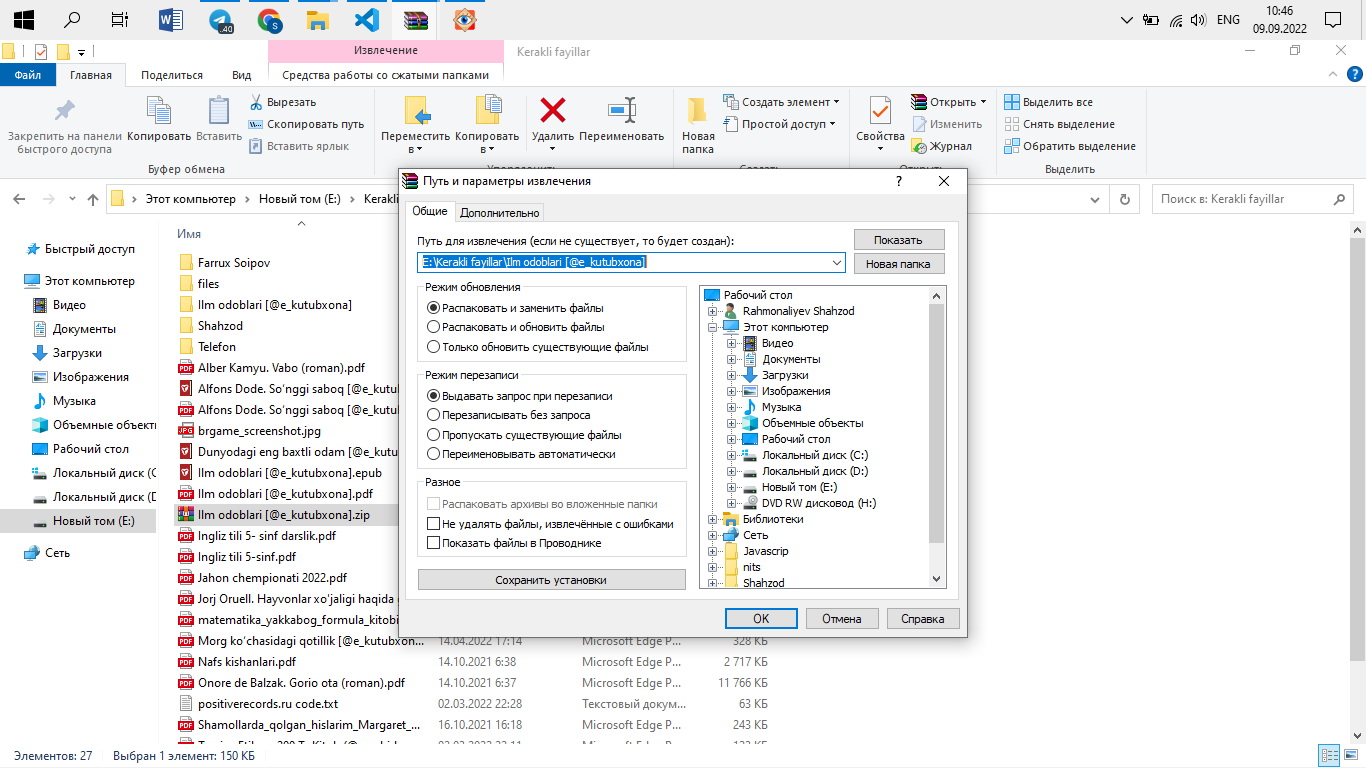 40
S
ENG
10:46
09.09.2022
Извлечение
Kerakli fayillar
Файл
Главная
Поделиться
Вид
Средства работы со сжатыми папками
Закрепить на панели быстрого доступа
Копировать
Вставить
Вырезать
Скопировать путь
Вставить ярлык
Буфер обмена
Переместить в
Копировать в
Удалить
Переименовать
Новая папка
Создать элемент
Простой доступ
Свойства
Открыть
Изменить
Журнал
Выделить все
Снять выделение
Обратить выделение
Выделить
Этот компьютер
Новый том (E:)
Kerakli
Поиск в: Kerakli fayillar
Быстрый доступ
Этот компьютер
Видео
Документы
Загрузки
Изображения
Музыка
Объемные объекты
Рабочий стол
Локальный диск (C
Локальный диск (D
Новый том (E:)
Сеть
Имя
Farrux Soipov
files
Ilm odoblari [@e_kutubxona]
Shahzod
Telefon
Alber Kamyu. Vabo (roman).pdf
Alfons Dode. So‘nggi saboq [@e_kutub
Alfons Dode. So‘nggi saboq [@e_kutub
brgame_screenshot.jpg
Dunyodagi eng baxtli odam [@e_kutub
Ilm odoblari [@e_kutubxona].epub
Ilm odoblari [@e_kutubxona].pdf
Ilm odoblari [@e_kutubxona].zip
Ingliz tili 5- sinf darslik.pdf
Ingliz tili 5-sinf.pdf
Jahon chempionati 2022.pdf
Jorj Oruell. Hayvonlar xo'jaligi haqida
matematika_yakkabog_formula_kitobi
Morg ko‘chasidagi qotillik [@e_kutubxon... 14.04.2022 17:14 Microsoft Edge P... 328 КБ
Nafs kishanlari.pdf 14.10.2021 6:38 Microsoft Edge P... 2 717 КБ
Onore de Balzak. Gorio ota (roman).pdf 14.10.2021 6:37 Microsoft Edge P... 11 766 КБ
positiverecords.ru code.txt 02.03.2022 22:28 Текстовый докум... 63 КБ
Shamollarda_qolgan_hislarim_Margaret_... 16.10.2021 16:18 Microsoft Edge P... 243 КБ
Элементов: 27
Выбран 1 элемент: 150 КБ
Путь и параметры извлечения
?
Общие
Дополнительно
Путь для извлечения (если не существует, то будет создан):
E:\Kerakli fayillar\Ilm odoblari [@e_kutubxona]
Показать
Новая папка
Режим обновления
Распаковать и заменить файлы
Распаковать и обновить файлы
Только обновить существующие файлы
Режим перезаписи
Выдавать запрос при перезаписи
Перезаписывать без запроса
Пропускать существующие файлы
Переименовывать автоматически
Разное
Распаковать архивы во вложенные папки
Не удалять файлы, извлечённые с ошибками
Показать файлы в Проводнике
Сохранить установки
Рабочий стол
Rahmonaliyev Shahzod
Этот компьютер
Видео
Документы
Загрузки
Изображения
Музыка
Объемные объекты
Рабочий стол
Локальный диск (C:)
Локальный диск (D:)
Новый том (E:)
DVD RW дисковод (H:)
Библиотеки
Сеть
Javascrip
nits
Shahzod
OK
Отмена
Справка